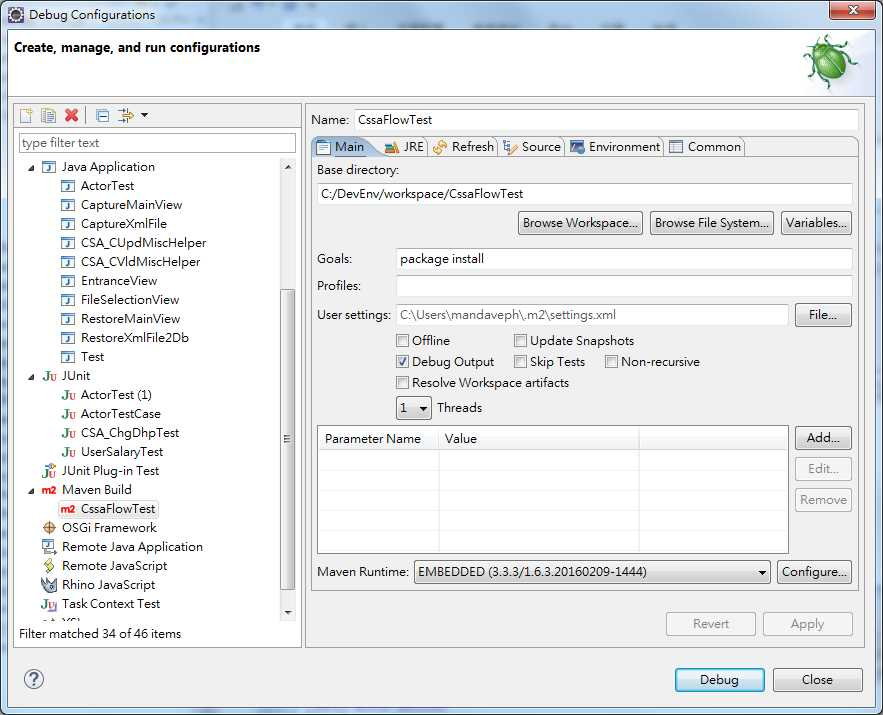 Debug Configurations
Create, manage, and run configurations
type filter text
Java Application
ActorTest
CaptureMainView
CaptureXmlFile
CSA_CUpdMiscHelper
CSA_CVldMiscHelper
EntranceView
FileSelectionView
RestoreMainView
RestoreXmlFile2Db
Test
JUnit
ActorTest (1)
ActorTestCase
CSA_ChgDhpTest
UserSalaryTest
JUnit Plug-in Test
Maven Build
CssaFlowTest
OSGi Framework
Remote Java Application
Remote JavaScript
Rhino JavaScript
Task Context Test
Filter matched 34 of 46 items
Name: CssaFlowTest
Main JRE Refresh Source Environment Common
Base directory:
C:/DevEnv/workspace/CssaFlowTest
Browse Workspace... Browse File System... Variables...
Goals: package install
Profiles:
User settings: C:\Users\mandaveph\.m2\settings.xml File...
Offline Update Snapshots
Debug Output Skip Tests Non-recursive
Resolve Workspace artifacts
1 Threads
Parameter Name Value Add...
Edit...
Remove
Maven Runtime: EMBEDDED (3.3.3/1.6.3.20160209-1444) Configure...
Revert Apply
Debug Close